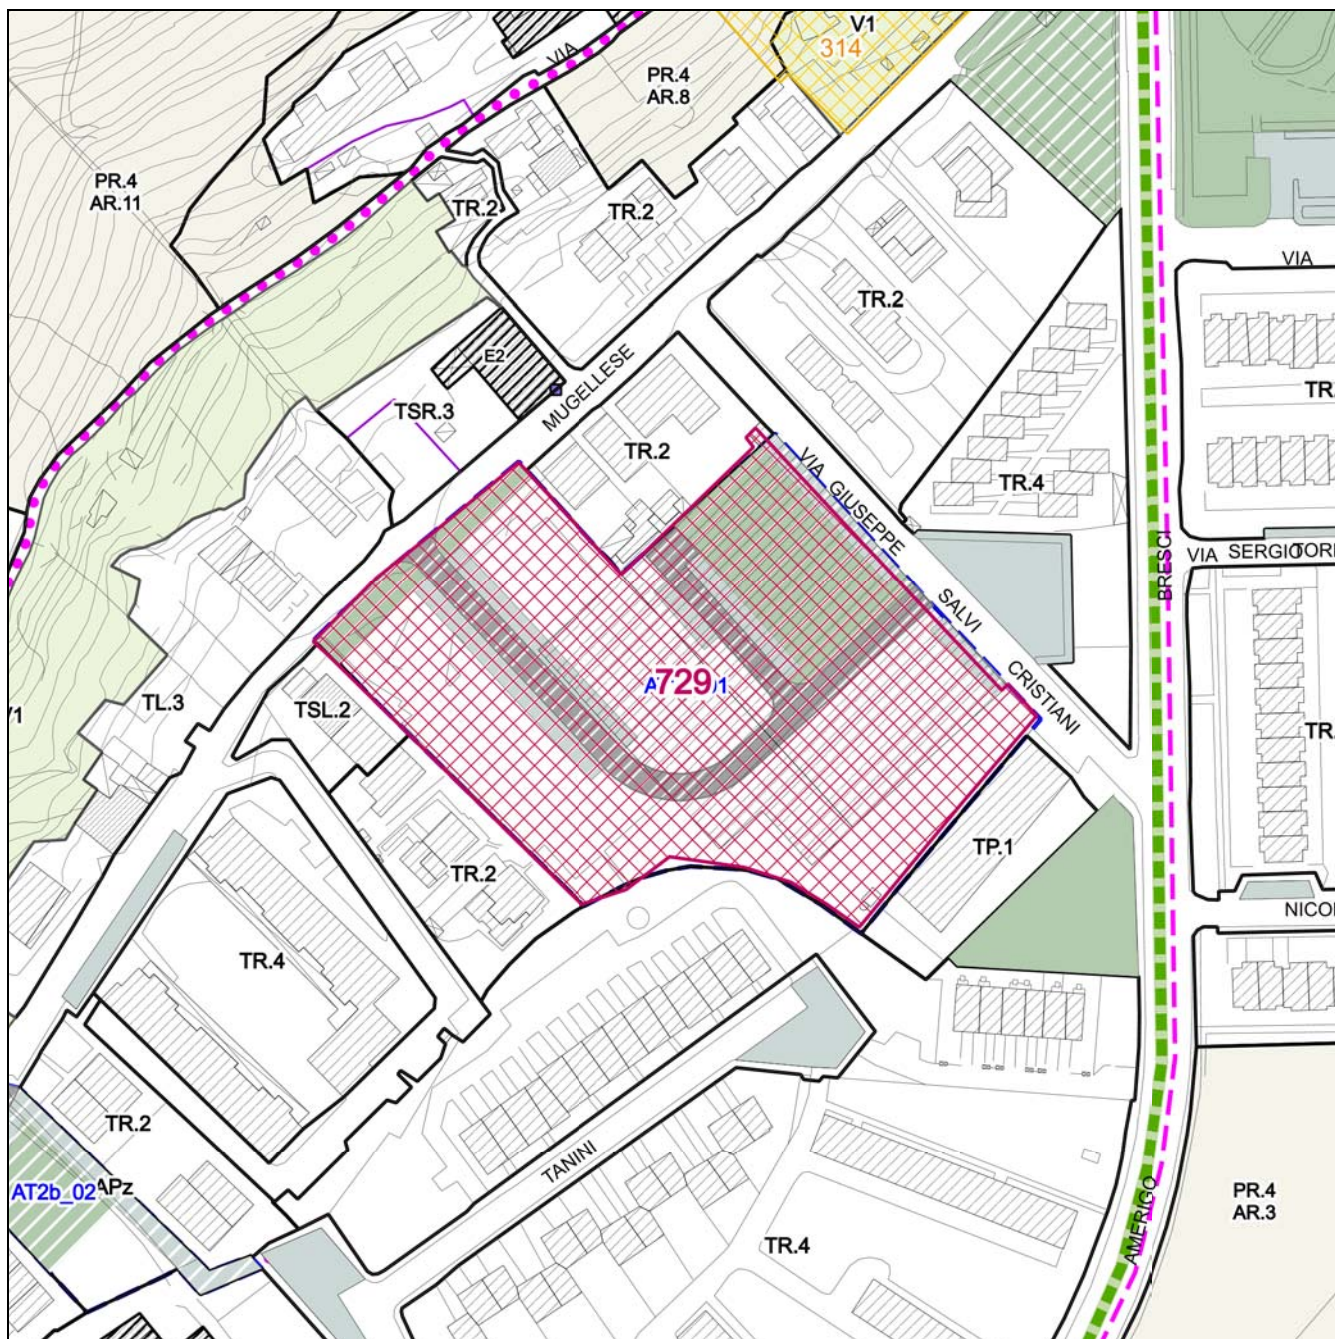 V1
314
VIA
PR.4
AR.8
PR.4
AR.11
TR.2
TR.2
VIA
TR.2
E2
TR.
MUGELLESE
TSR.3
TR.2
VIA GIUSEPPE SALVI CRISTIANI
TR.4
BRESCI
VIA SERGIO
729
TSL.2
TL.3
TR.
TP.1
TR.2
TR.4
TR.2
AT2b_02
APz
TANINI
TR.4
AMERIGO
PR.4
AR.3